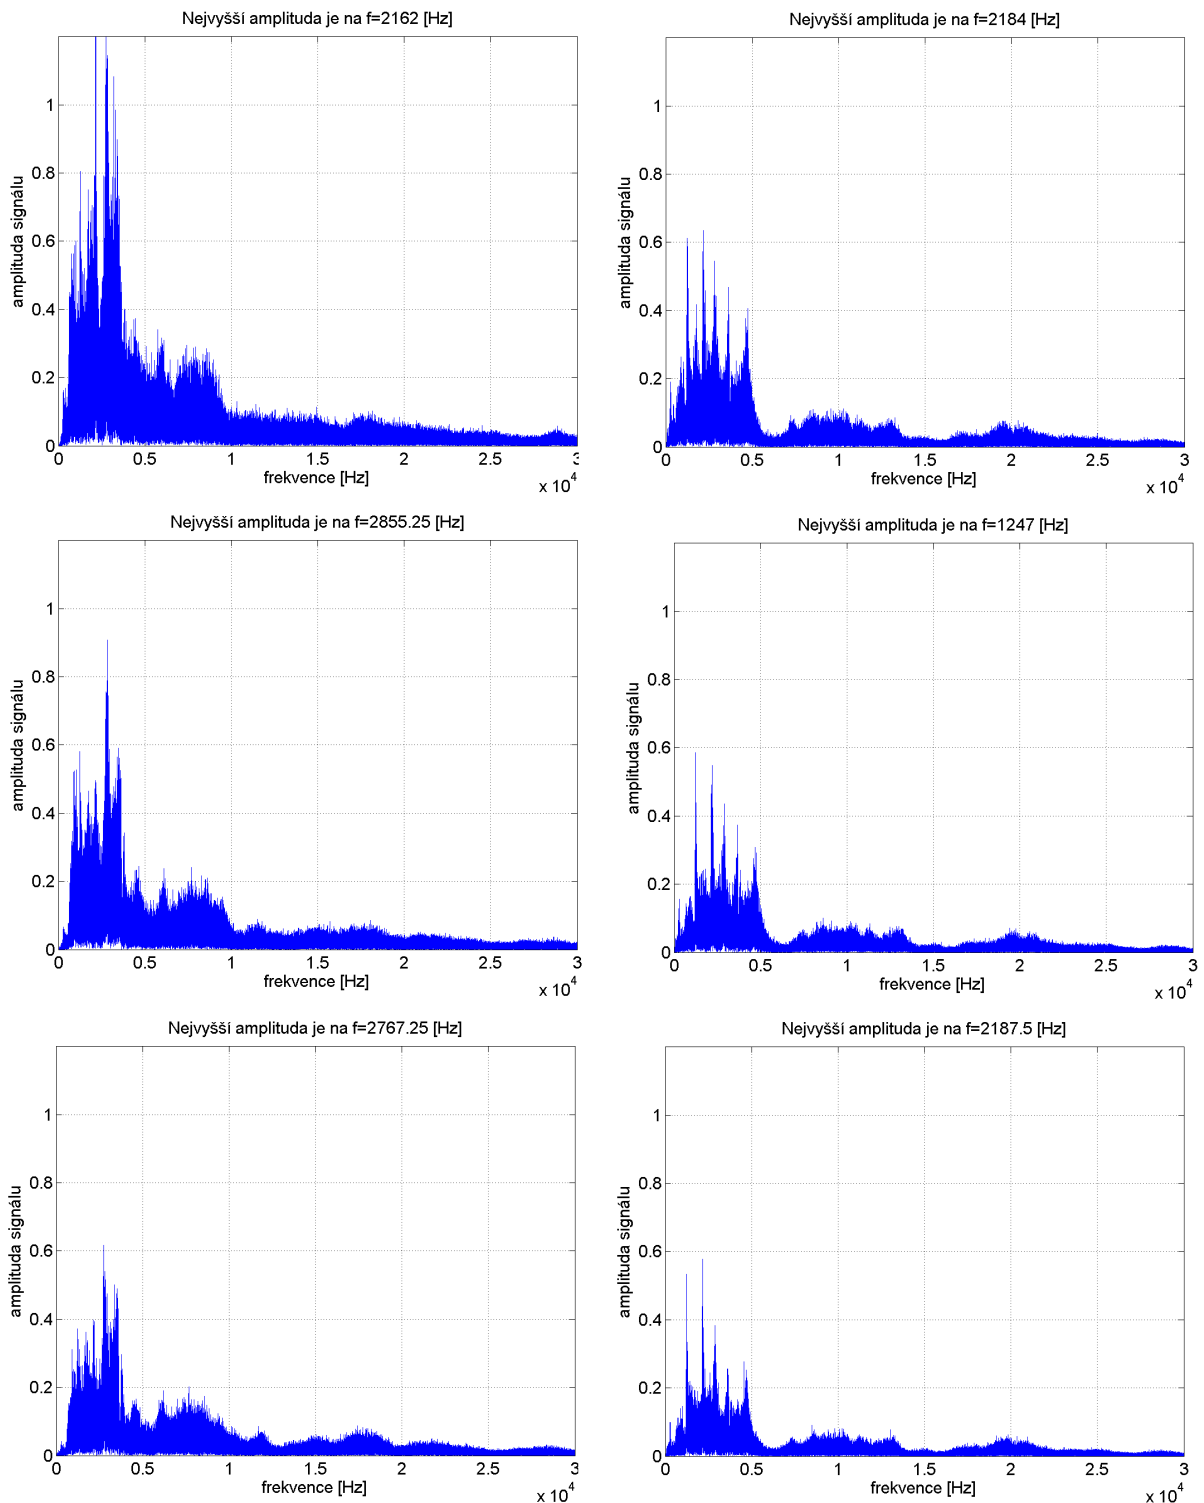 Nejvyšší amplituda je na f=2162 [Hz]
amplituda signálu
1
0.8
0.6
0.4
0.2
0
0 0.5 1 1.5 2 2.5 3
frekvence [Hz]
x 10^4
Nejvyšší amplituda je na f=2184 [Hz]
amplituda signálu
1
0.8
0.6
0.4
0.2
0
0 0.5 1 1.5 2 2.5 3
frekvence [Hz]
x 10^4
Nejvyšší amplituda je na f=2855.25 [Hz]
amplituda signálu
1
0.8
0.6
0.4
0.2
0
0 0.5 1 1.5 2 2.5 3
frekvence [Hz]
x 10^4
Nejvyšší amplituda je na f=1247 [Hz]
amplituda signálu
1
0.8
0.6
0.4
0.2
0
0 0.5 1 1.5 2 2.5 3
frekvence [Hz]
x 10^4
Nejvyšší amplituda je na f=2767.25 [Hz]
amplituda signálu
1
0.8
0.6
0.4
0.2
0
0 0.5 1 1.5 2 2.5 3
frekvence [Hz]
x 10^4
Nejvyšší amplituda je na f=2187.5 [Hz]
amplituda signálu
1
0.8
0.6
0.4
0.2
0
0 0.5 1 1.5 2 2.5 3
frekvence [Hz]
x 10^4